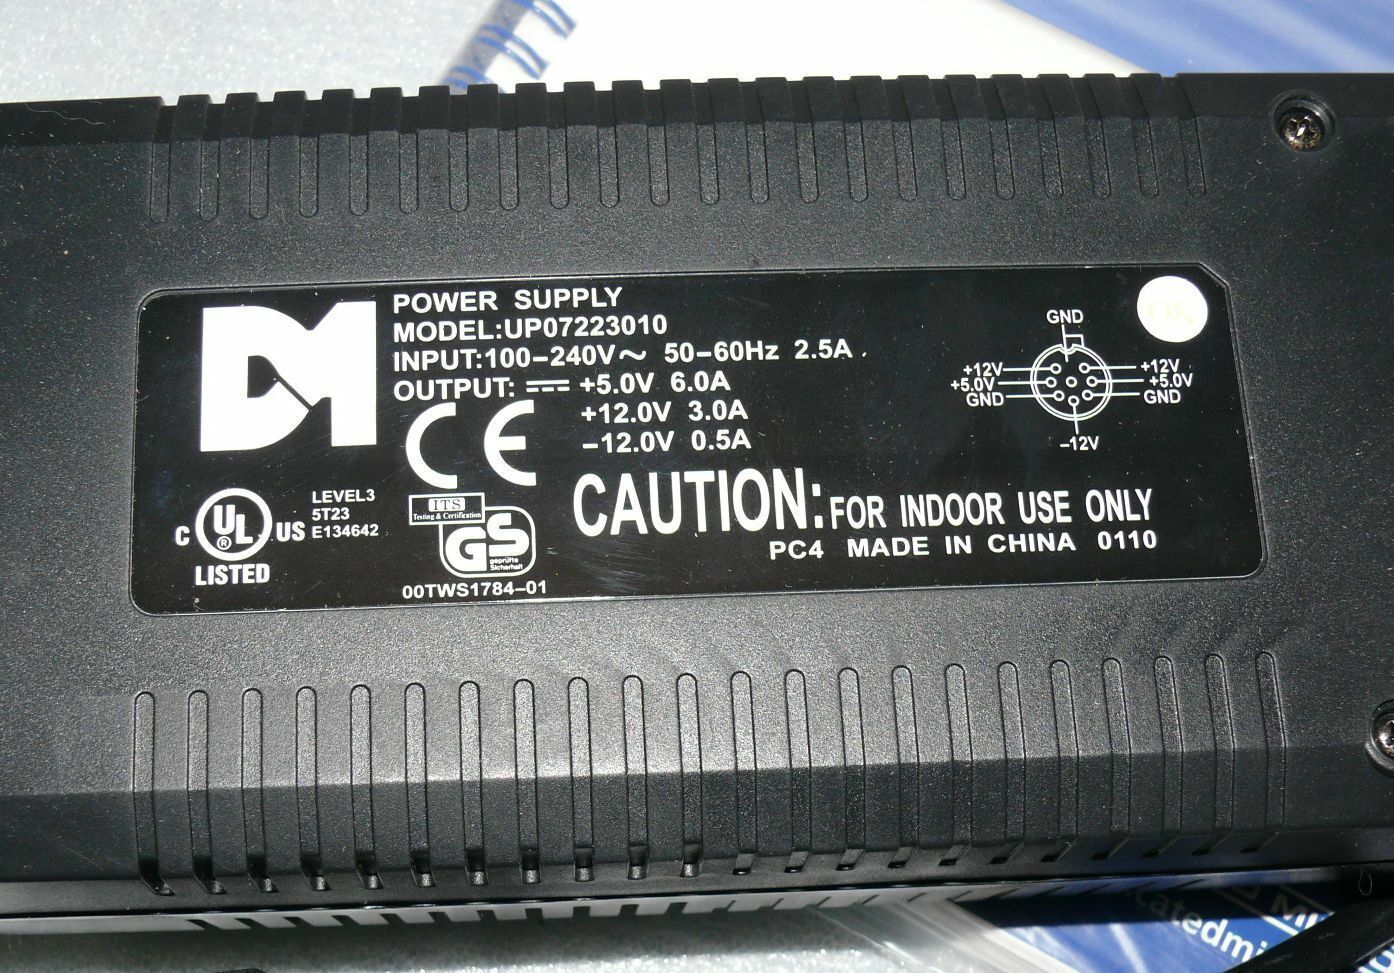 POWER SUPPLY
MODEL:UP07223010
INPUT:100-240V~ 50-60Hz 2.5A
OUTPUT: ⎓ +5.0V 6.0A
+12.0V 3.0A
-12.0V 0.5A
CE
DM
OK
GND
+12V +12V
+5.0V +5.0V
GND GND
-12V
CAUTION:FOR INDOOR USE ONLY
PC4 MADE IN CHINA 0110
C UL US
®
LISTED
LEVEL3
5T23
E134642
ITS
Testing & Certification
GS
geprüfte
Sicherheit
00TWS1784-01
catedmi